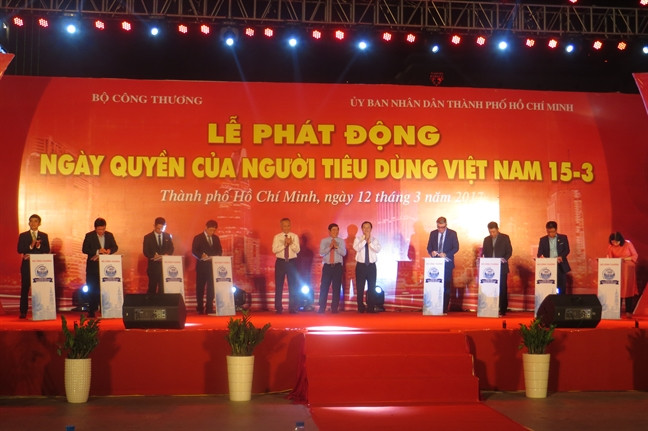 BỘ CÔNG THƯƠNG
ỦY BAN NHÂN DÂN THÀNH PHỐ HỒ CHÍ MINH
LỄ PHÁT ĐỘNG
NGÀY QUYỀN CỦA NGƯỜI TIÊU DÙNG VIỆT NAM 15-3
Thành phố Hồ Chí Minh, ngày 12 tháng 3 năm 2017